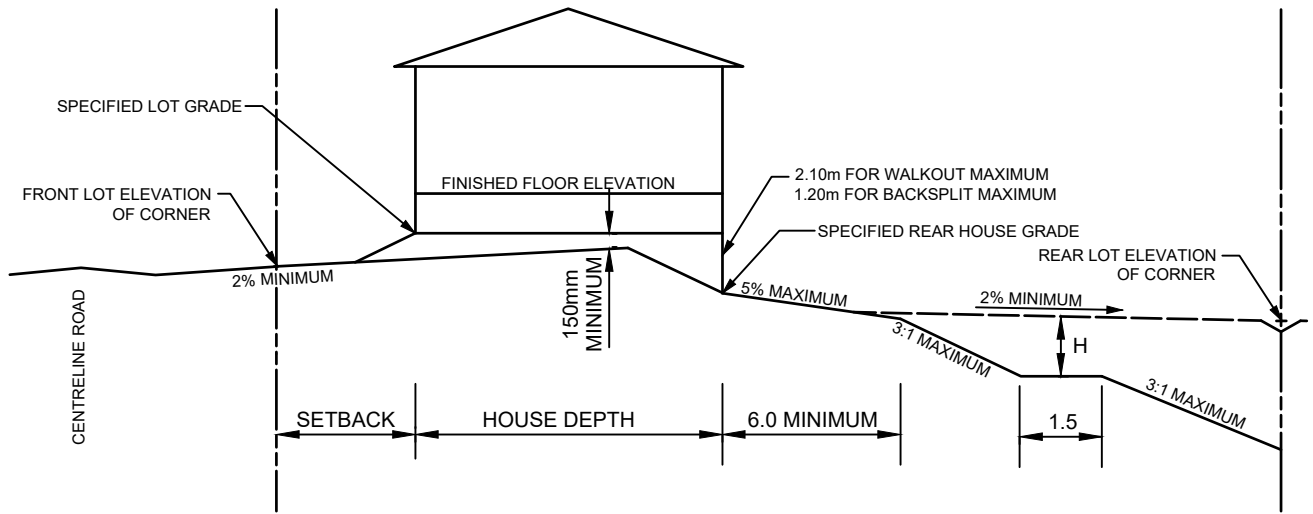 SPECIFIED LOT GRADE
FINISHED FLOOR ELEVATION
2.10m FOR WALKOUT MAXIMUM
1.20m FOR BACKSPLIT MAXIMUM
FRONT LOT ELEVATION
OF CORNER
SPECIFIED REAR HOUSE GRADE
REAR LOT ELEVATION
OF CORNER
2% MINIMUM
150mm
MINIMUM
5% MAXIMUM
2% MINIMUM
3:1 MAXIMUM
H
3:1 MAXIMUM
CENTRELINE ROAD
SETBACK
HOUSE DEPTH
6.0 MINIMUM
1.5